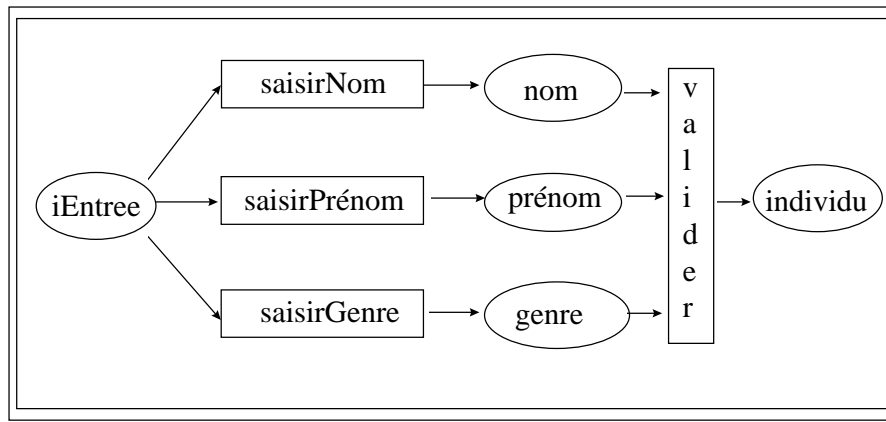 saisirNom
nom
iEntree
saisirPrénom
prénom
saisirGenre
genre
valider
individu